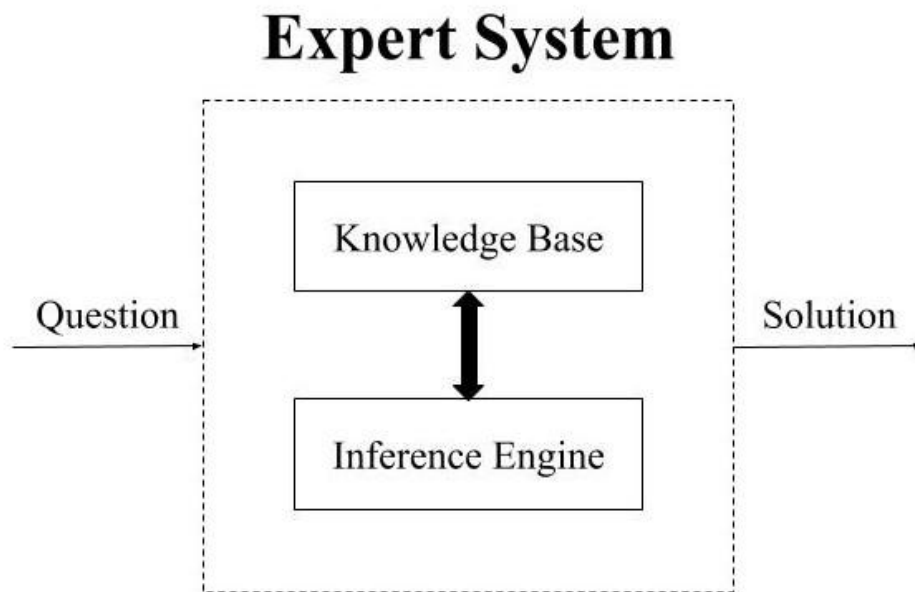 Expert System
Knowledge Base
Question
Solution
Inference Engine